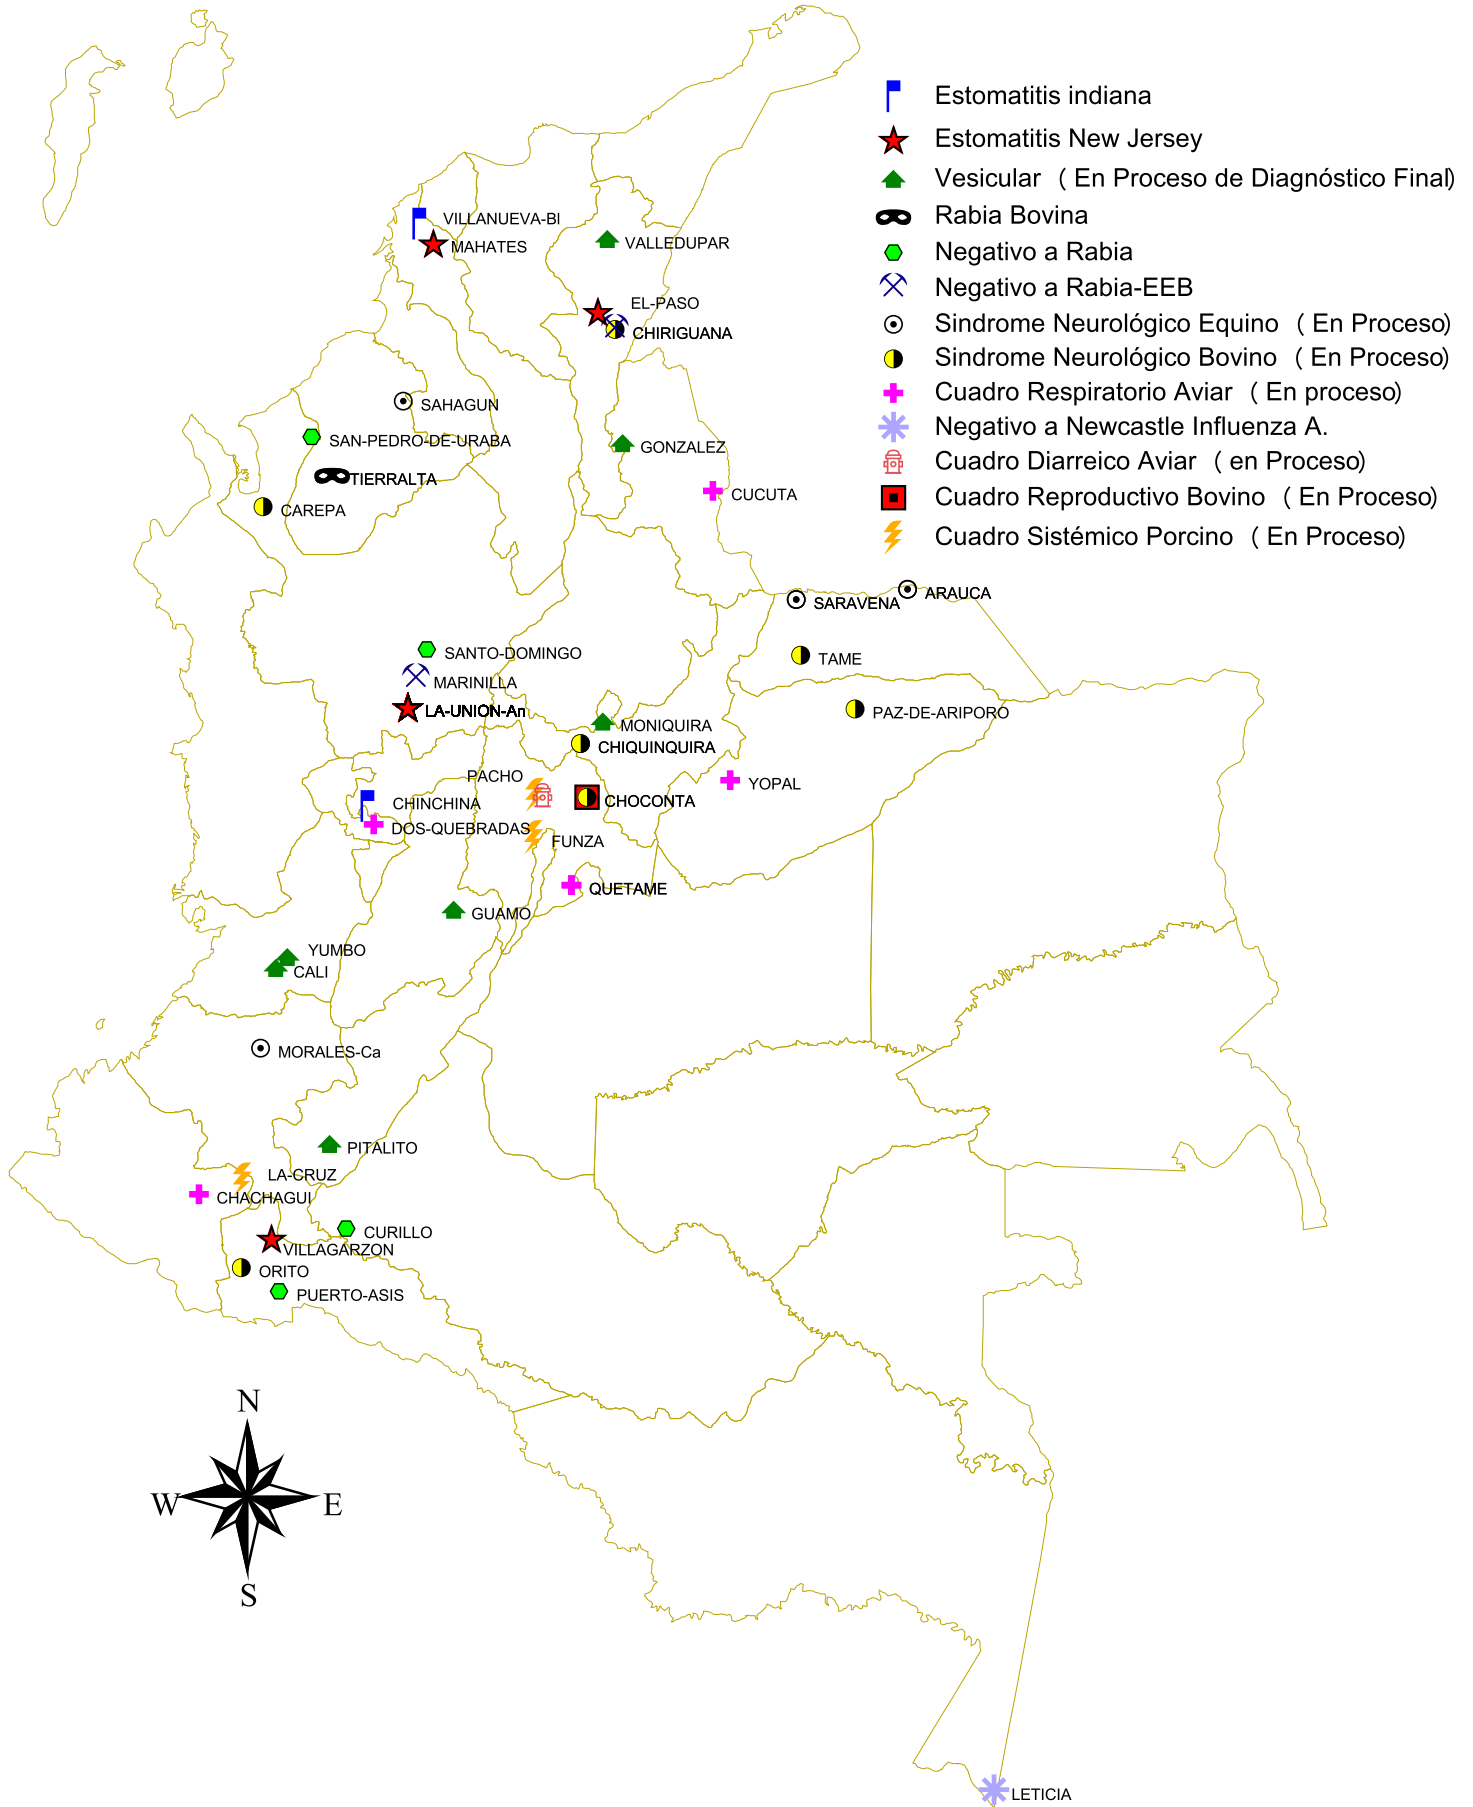 Estomatitis indiana
Estomatitis New Jersey
Vesicular ( En Proceso de Diagnóstico Final)
Rabia Bovina
Negativo a Rabia
Negativo a Rabia-EEB
Sindrome Neurológico Equino ( En Proceso)
Sindrome Neurológico Bovino ( En Proceso)
Cuadro Respiratorio Aviar ( En proceso)
Negativo a Newcastle Influenza A.
Cuadro Diarreico Aviar ( en Proceso)
Cuadro Reproductivo Bovino ( En Proceso)
Cuadro Sistémico Porcino ( En Proceso)
VILLANUEVA-Bl
MAHATES
VALLEDUPAR
EL-PASO
CHIRIGUANA
SAHAGUN
SAN-PEDRO-DE-URABA
GONZALEZ
TIERRALTA
CUCUTA
CAREPA
ARAUCA
SARAVENA
SANTO-DOMINGO
TAME
MARINILLA
LA-UNION-An
PAZ-DE-ARIPORO
MONIQUIRA
CHIQUINQUIRA
PACHO
YOPAL
CHINCHINA
CHOCONTA
DOS-QUEBRADAS
FUNZA
QUETAME
GUAMO
YUMBO
CALI
MORALES-Ca
PITALITO
LA-CRUZ
CHACHAGUI
CURILLO
VILLAGARZON
ORITO
PUERTO-ASIS
N
W
E
S
LETICIA